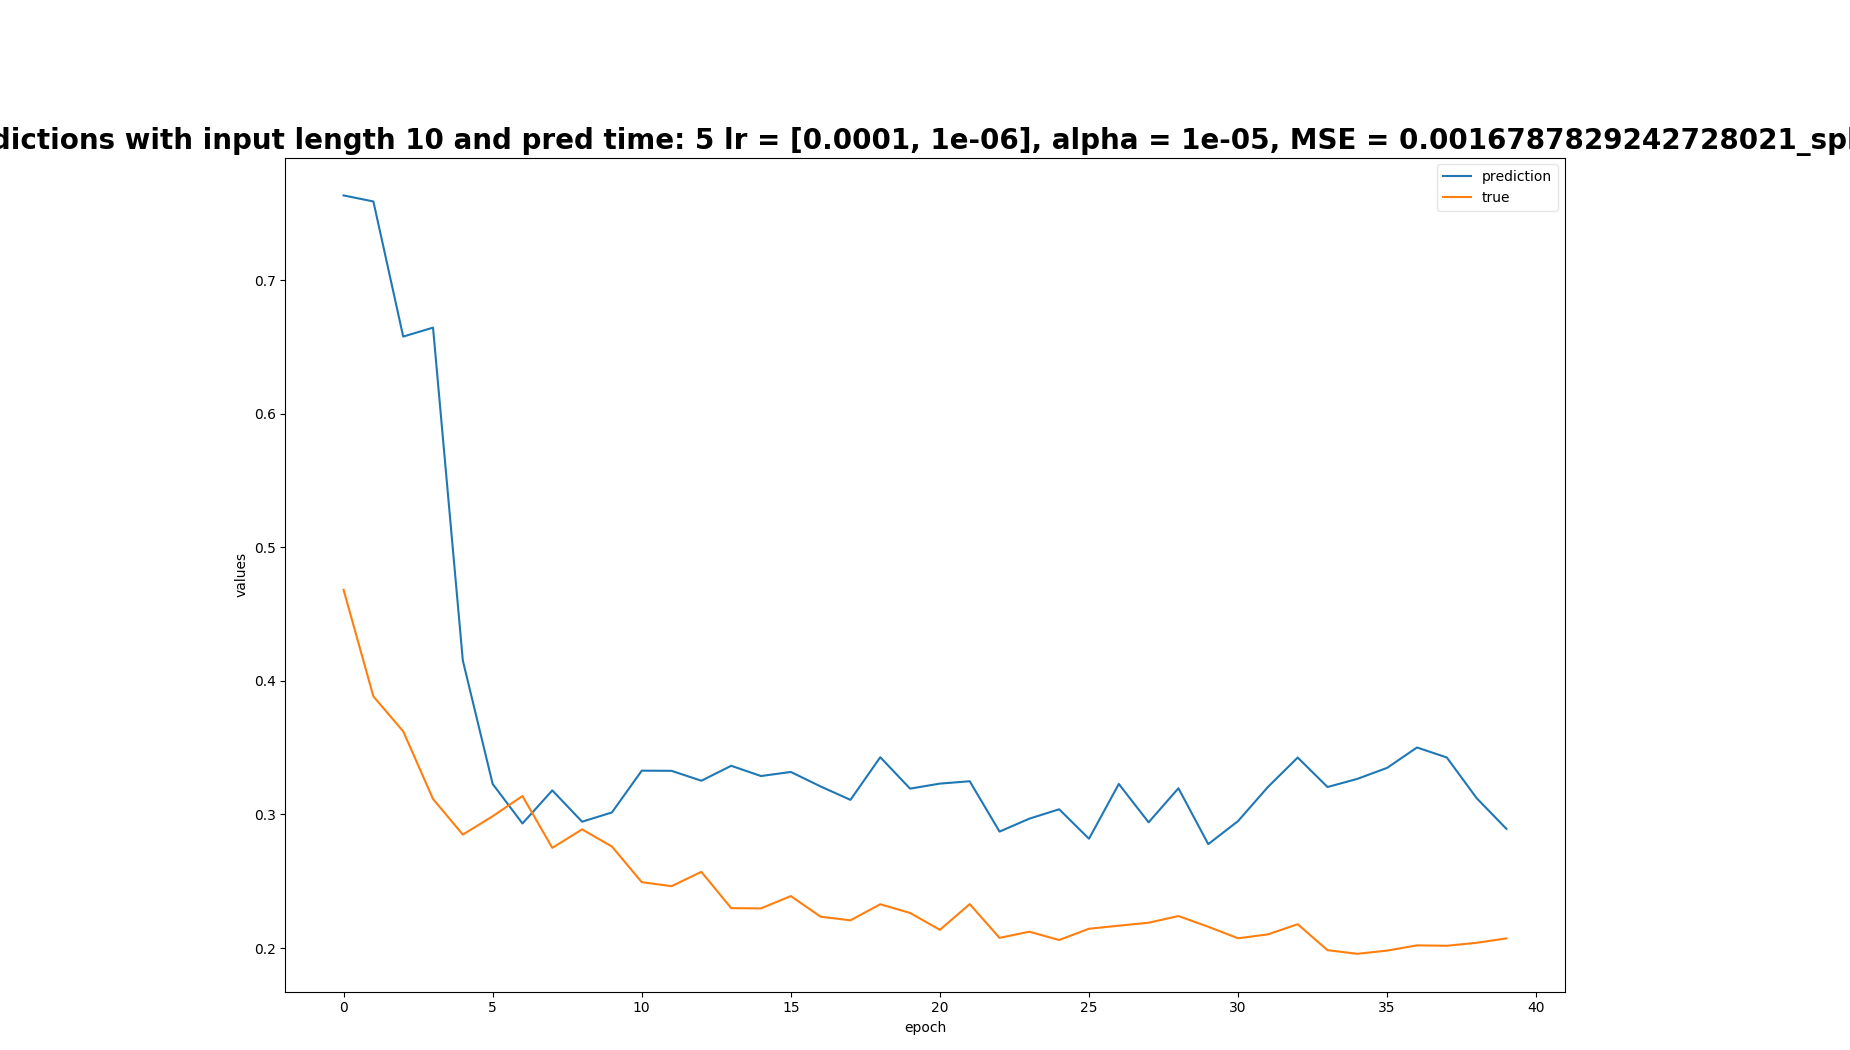 dictions with input length 10 and pred time: 5 lr = [0.0001, 1e-06], alpha = 1e-05, MSE = 0.0016787829242728021_spl
prediction
true
0.7
0.6
0.5
0.4
0.3
0.2
values
0 5 10 15 20 25 30 35 40
epoch